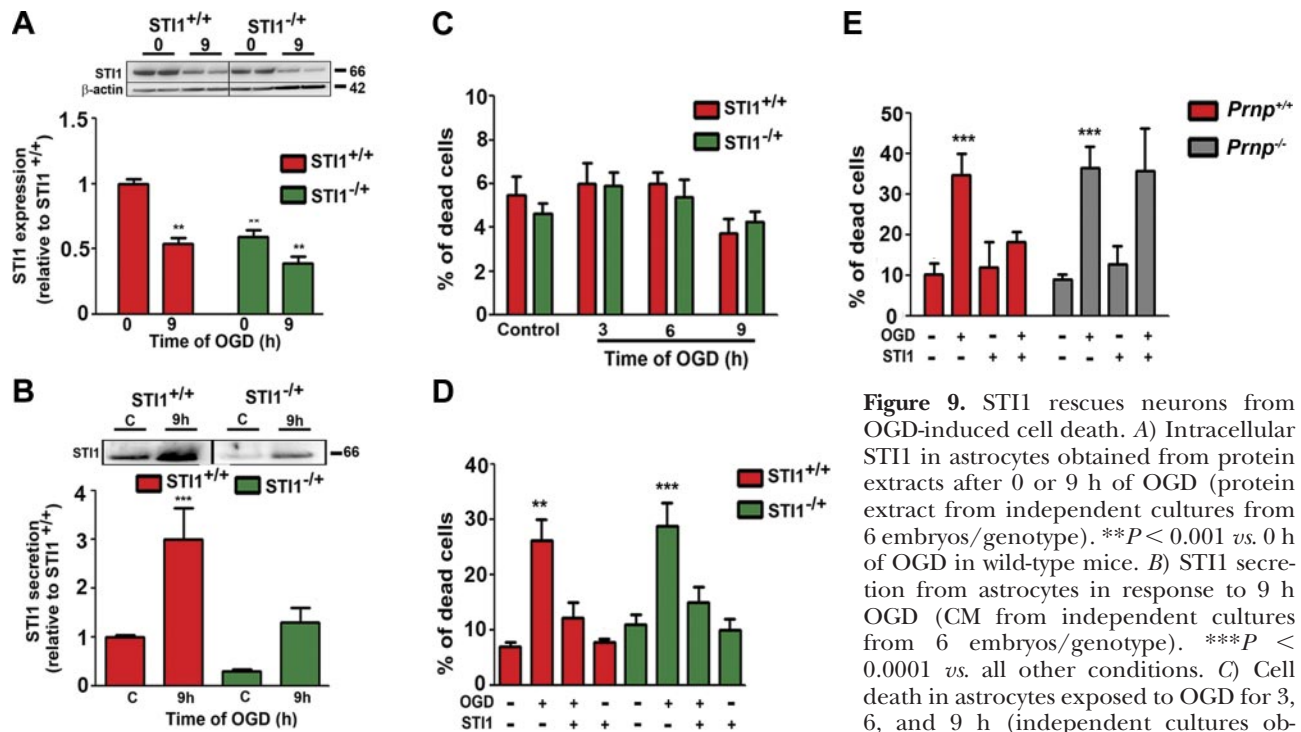 A
STI1+/+ STI1-/+
0 9 0 9
STI1 66
β-actin 42
STI1 expression
(relative to STI1 +/+)
1.5
1
0.5
0
STI1+/+
STI1-/+
** ** **
0 9 0 9
Time of OGD (h)
B
STI1+/+ STI1-/+
C 9h C 9h
STI1 66
STI1+/+ STI1-/+
STI1 secretion
(relative to STI1 +/+)
4
3
2
1
0
***
C 9h C 9h
Time of OGD (h)
C
% of dead cells
10
8
6
4
2
0
STI1+/+
STI1-/+
Control 3 6 9
Time of OGD (h)
D
% of dead cells
40
30
20
10
0
STI1+/+
STI1-/+
** ***
OGD - + + - - + + -
STI1 - - + + - - + +
E
% of dead cells
50
40
30
20
10
0
Prnp+/+
Prnp-/-
*** ***
OGD - + - + - + - +
STI1 - - + + - - + +
Figure 9. STI1 rescues neurons from
OGD-induced cell death. A) Intracellular
STI1 in astrocytes obtained from protein
extracts after 0 or 9 h of OGD (protein
extract from independent cultures from
6 embryos/genotype). **P < 0.001 vs. 0 h
of OGD in wild-type mice. B) STI1 secre-
tion from astrocytes in response to 9 h
OGD (CM from independent cultures
from 6 embryos/genotype). ***P <
0.0001 vs. all other conditions. C) Cell
death in astrocytes exposed to OGD for 3,
6, and 9 h (independent cultures ob-